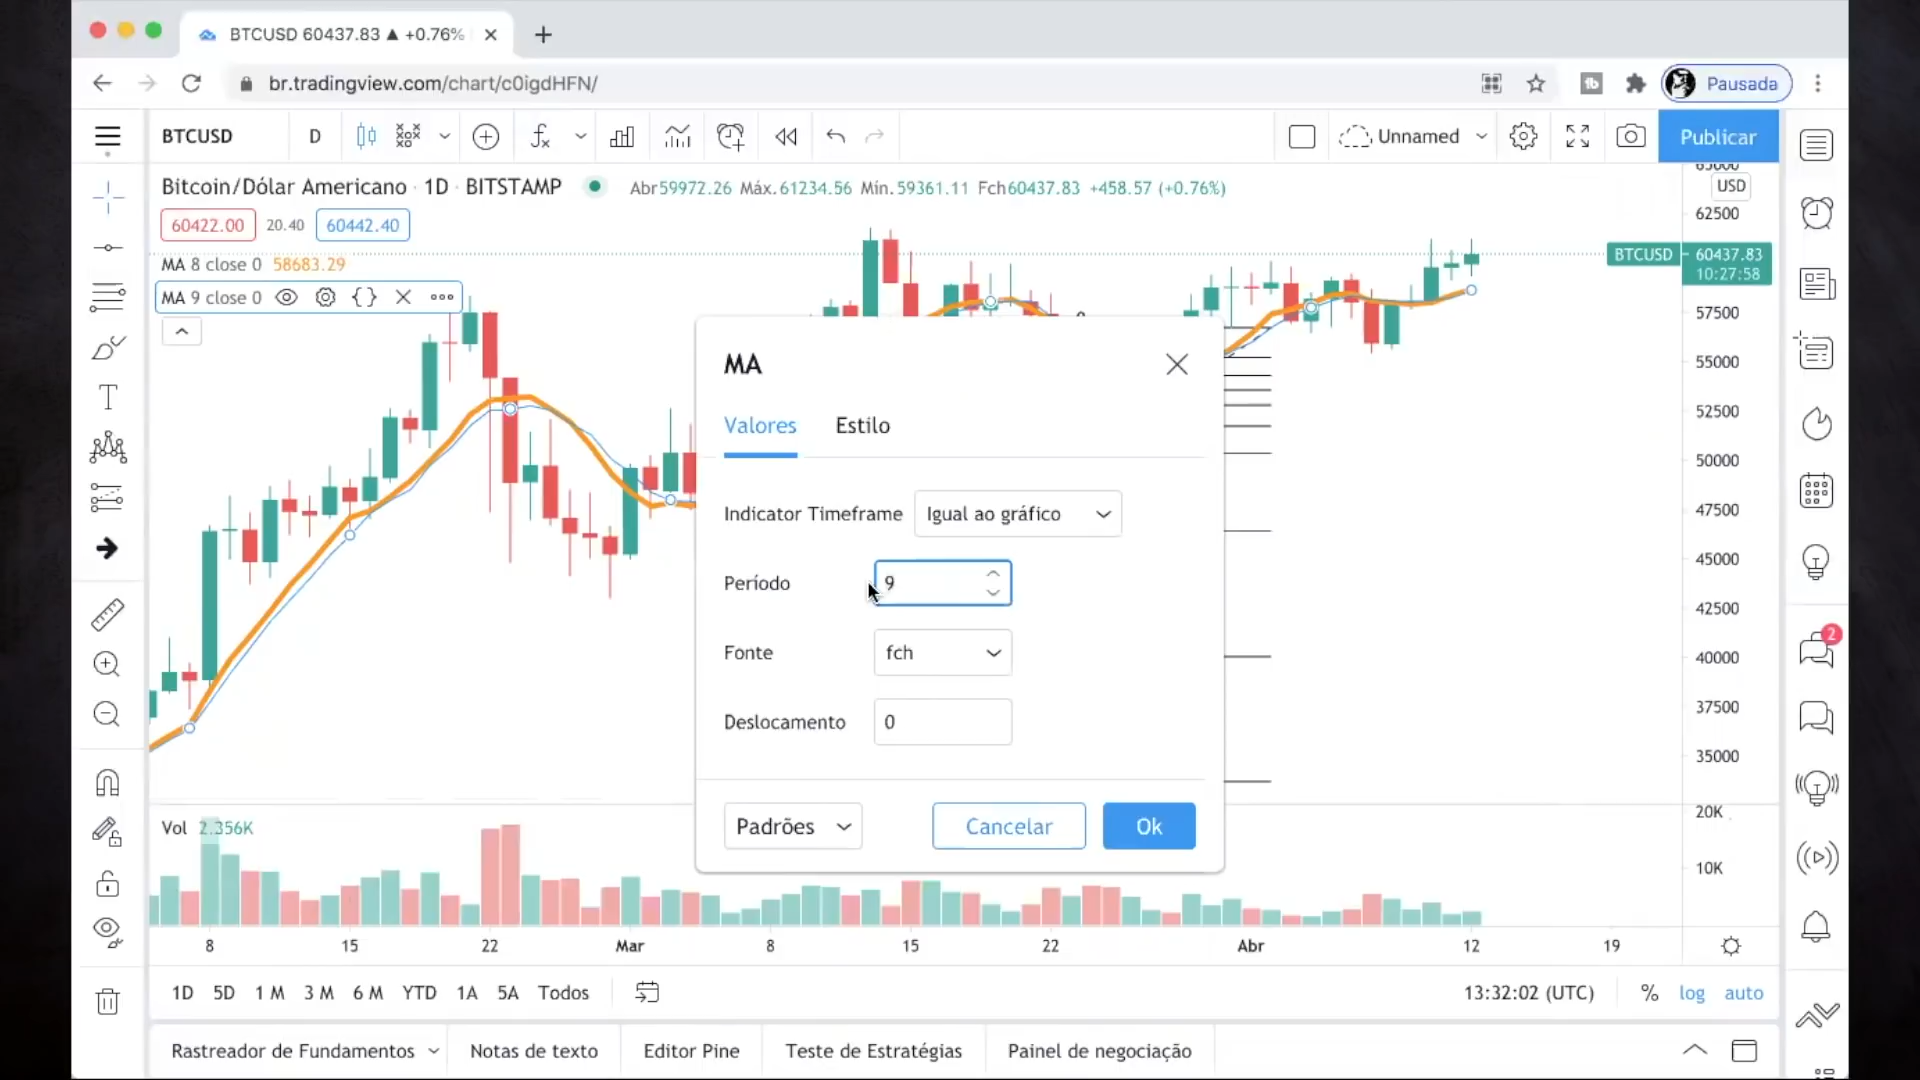 BTCUSD 60437.83 ▲ +0.76%
br.tradingview.com/chart/c0igdHFN/
Pausada
BTCUSD
D
Unnamed
Publicar
Bitcoin/Dólar Americano · 1D · BITSTAMP
Abr59972.26 Máx.61234.56 Mín.59361.11 Fch60437.83 +458.57 (+0.76%)
60422.00
20.40
60442.40
MA 8 close 0 58683.29
MA 9 close 0
65000
USD
62500
BTCUSD
60437.83
10:27:58
57500
55000
52500
50000
47500
45000
42500
40000
37500
35000
MA
Valores
Estilo
Indicator Timeframe
Igual ao gráfico
Período
9
Fonte
fch
Deslocamento
0
Padrões
Cancelar
Ok
Vol 2.356K
20K
10K
8
15
22
Mar
8
15
22
Abr
12
19
1D 5D 1 M 3 M 6 M YTD 1A 5A Todos
13:32:02 (UTC)
%
log
auto
Rastreador de Fundamentos
Notas de texto
Editor Pine
Teste de Estratégias
Painel de negociação
2